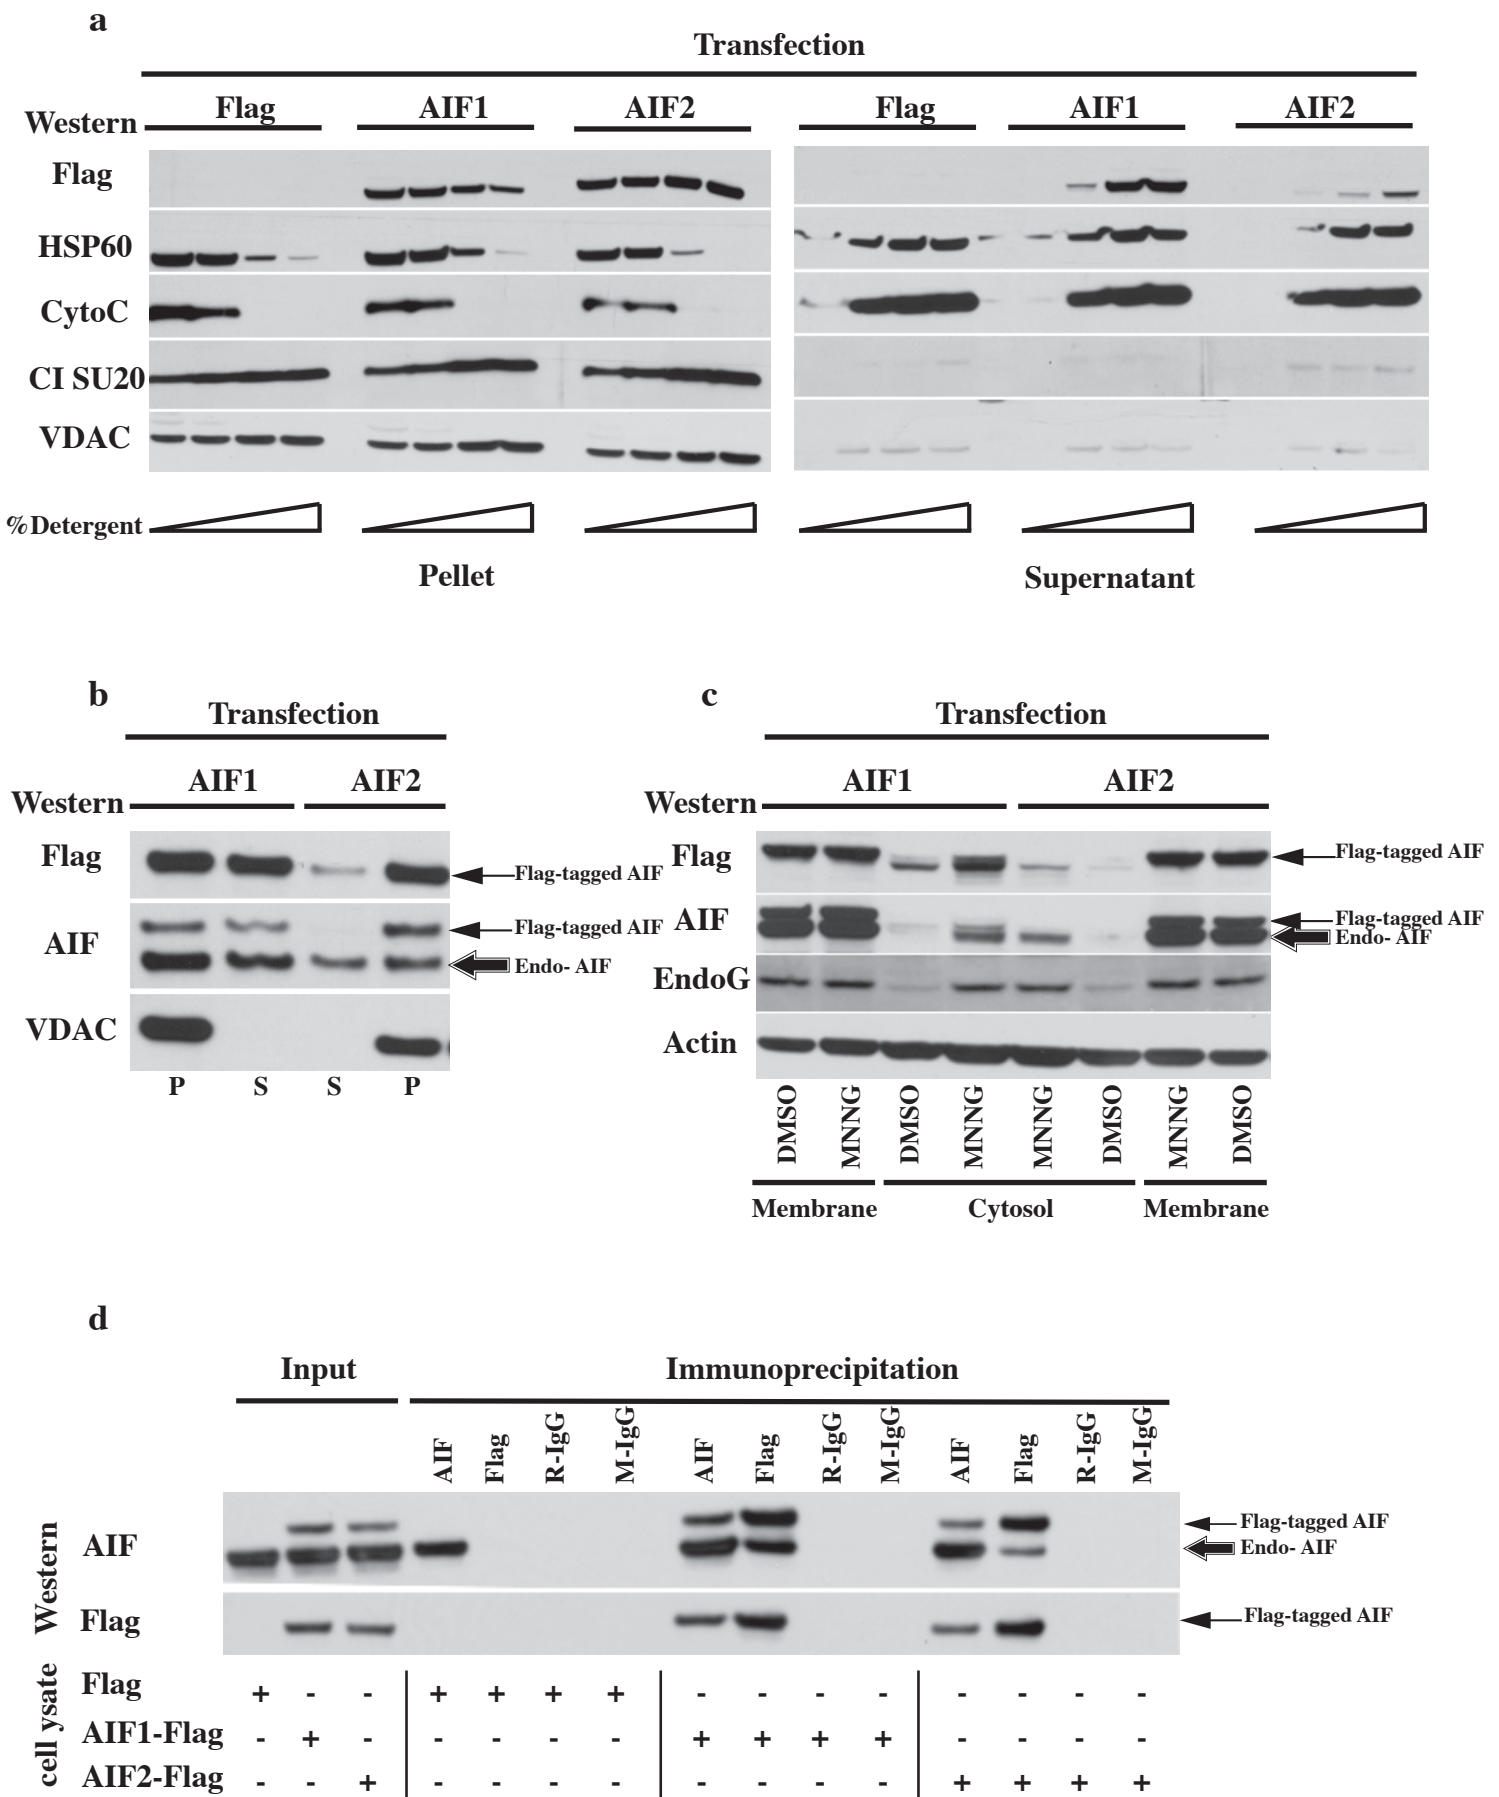 a
Transfection
Flag AIF1 AIF2 Flag AIF1 AIF2
Western
Flag
HSP60
CytoC
CI SU20
VDAC
%Detergent
Pellet Supernatant
b
Transfection
AIF1 AIF2
Western
Flag
Flag-tagged AIF
AIF
Flag-tagged AIF
Endo- AIF
VDAC
P S S P
c
Transfection
AIF1 AIF2
Western
Flag
Flag-tagged AIF
AIF
Flag-tagged AIF
Endo- AIF
EndoG
Actin
DMSO MNNG DMSO MNNG MNNG DMSO MNNG DMSO
Membrane Cytosol Membrane
d
Input Immunoprecipitation
AIF Flag R-IgG M-IgG AIF Flag R-IgG M-IgG AIF Flag R-IgG M-IgG
Western
AIF
Flag-tagged AIF
Endo- AIF
Flag
Flag-tagged AIF
cell ysate
Flag + - - + + + + - - - - - - - -
AIF1-Flag - + - - - - - + + + + - - - -
AIF2-Flag - - + - - - - - - - - + + + +